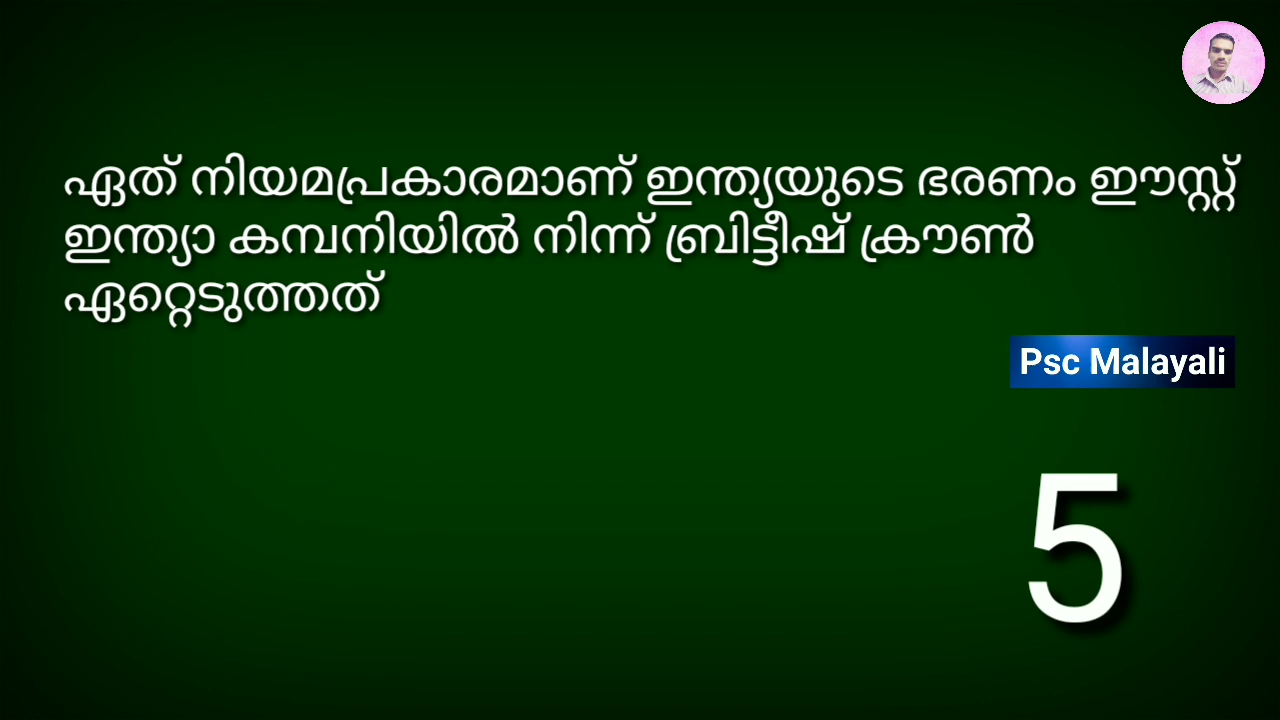 ഏത് നിയമപ്രകാരമാണ് ഇന്ത്യയുടെ ഭരണം ഈസ്റ്റ്
ഇന്ത്യാ കമ്പനിയിൽ നിന്ന് ബ്രിട്ടീഷ് ക്രൗൺ
ഏറ്റെടുത്തത്
Psc Malayali
5